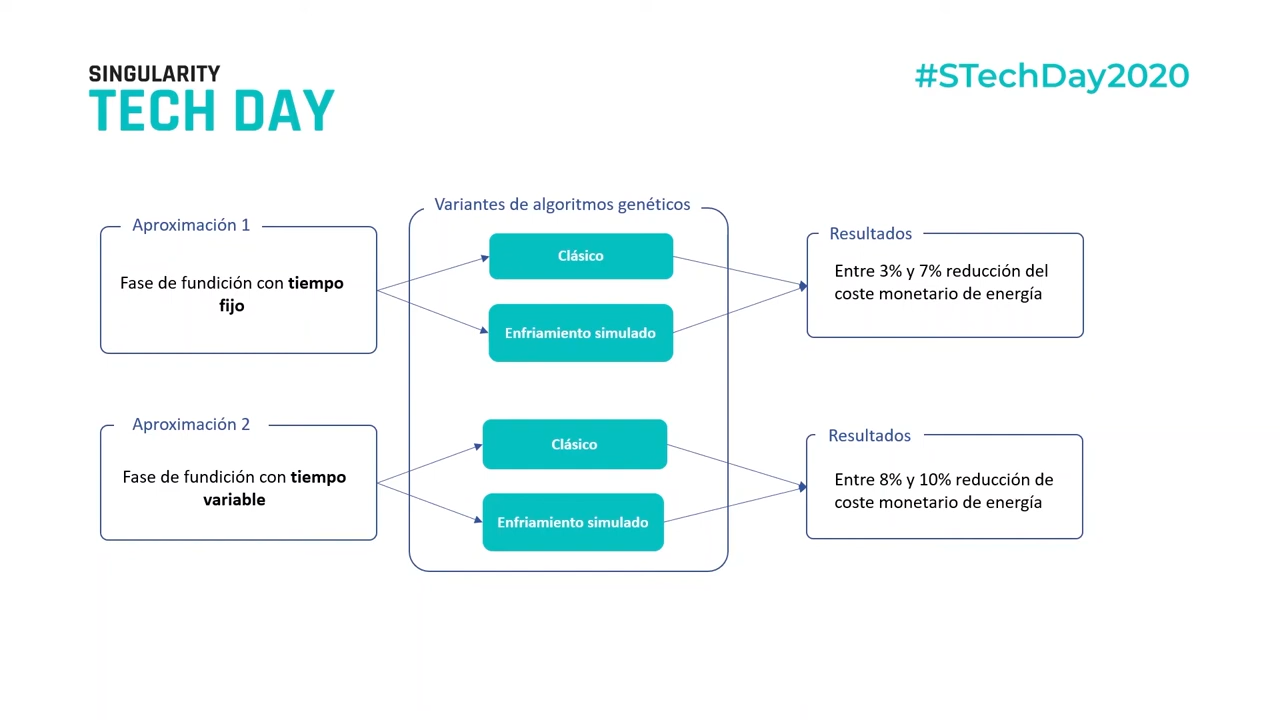 SINGULARITY
TECH DAY
#STechDay2020
Variantes de algoritmos genéticos
Aproximación 1
Fase de fundición con tiempo
fijo
Clásico
Enfriamiento simulado
Resultados
Entre 3% y 7% reducción del
coste monetario de energía
Aproximación 2
Fase de fundición con tiempo
variable
Clásico
Enfriamiento simulado
Resultados
Entre 8% y 10% reducción de
coste monetario de energía